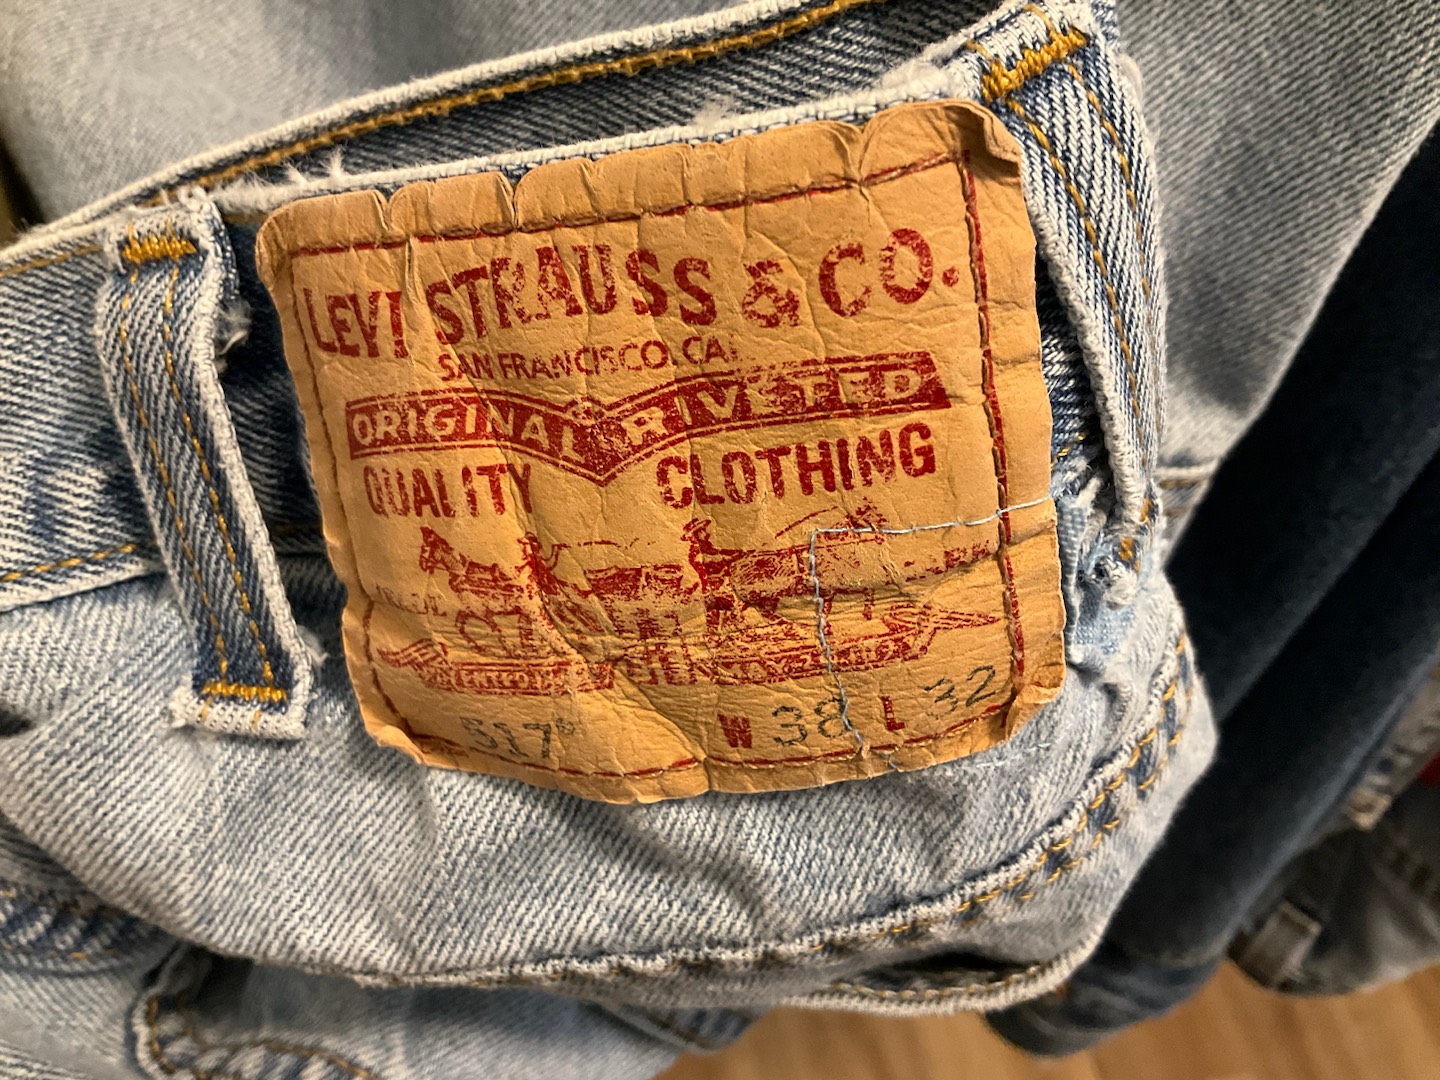 LEVI STRAUSS & CO.
SAN FRANCISCO, CAL.
ORIGINAL RIVETED
QUALITY CLOTHING
517® W 38 L 32